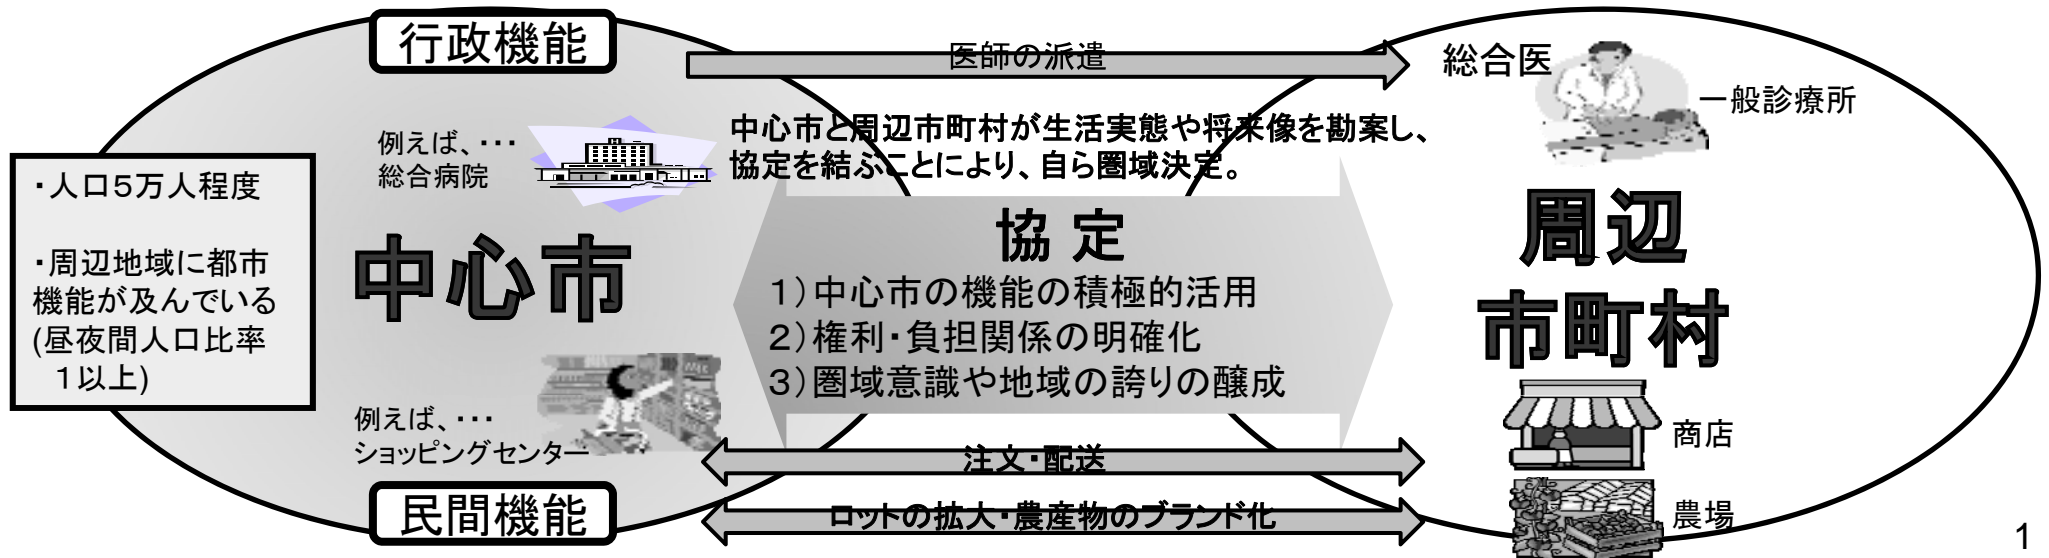 行政機能
医師の派遣
総合医
一般診療所
例えば、・・・
総合病院
中心市と周辺市町村が生活実態や将来像を勘案し、
協定を結ぶことにより、自ら圏域決定。
・人口５万人程度
・周辺地域に都市
機能が及んでいる
(昼夜間人口比率
１以上)
中心市
協 定
１）中心市の機能の積極的活用
２）権利・負担関係の明確化
３）圏域意識や地域の誇りの醸成
周辺
市町村
例えば、・・・
ショッピングセンター
商店
注文・配送
民間機能
ロットの拡大・農産物のブランド化
農場
1